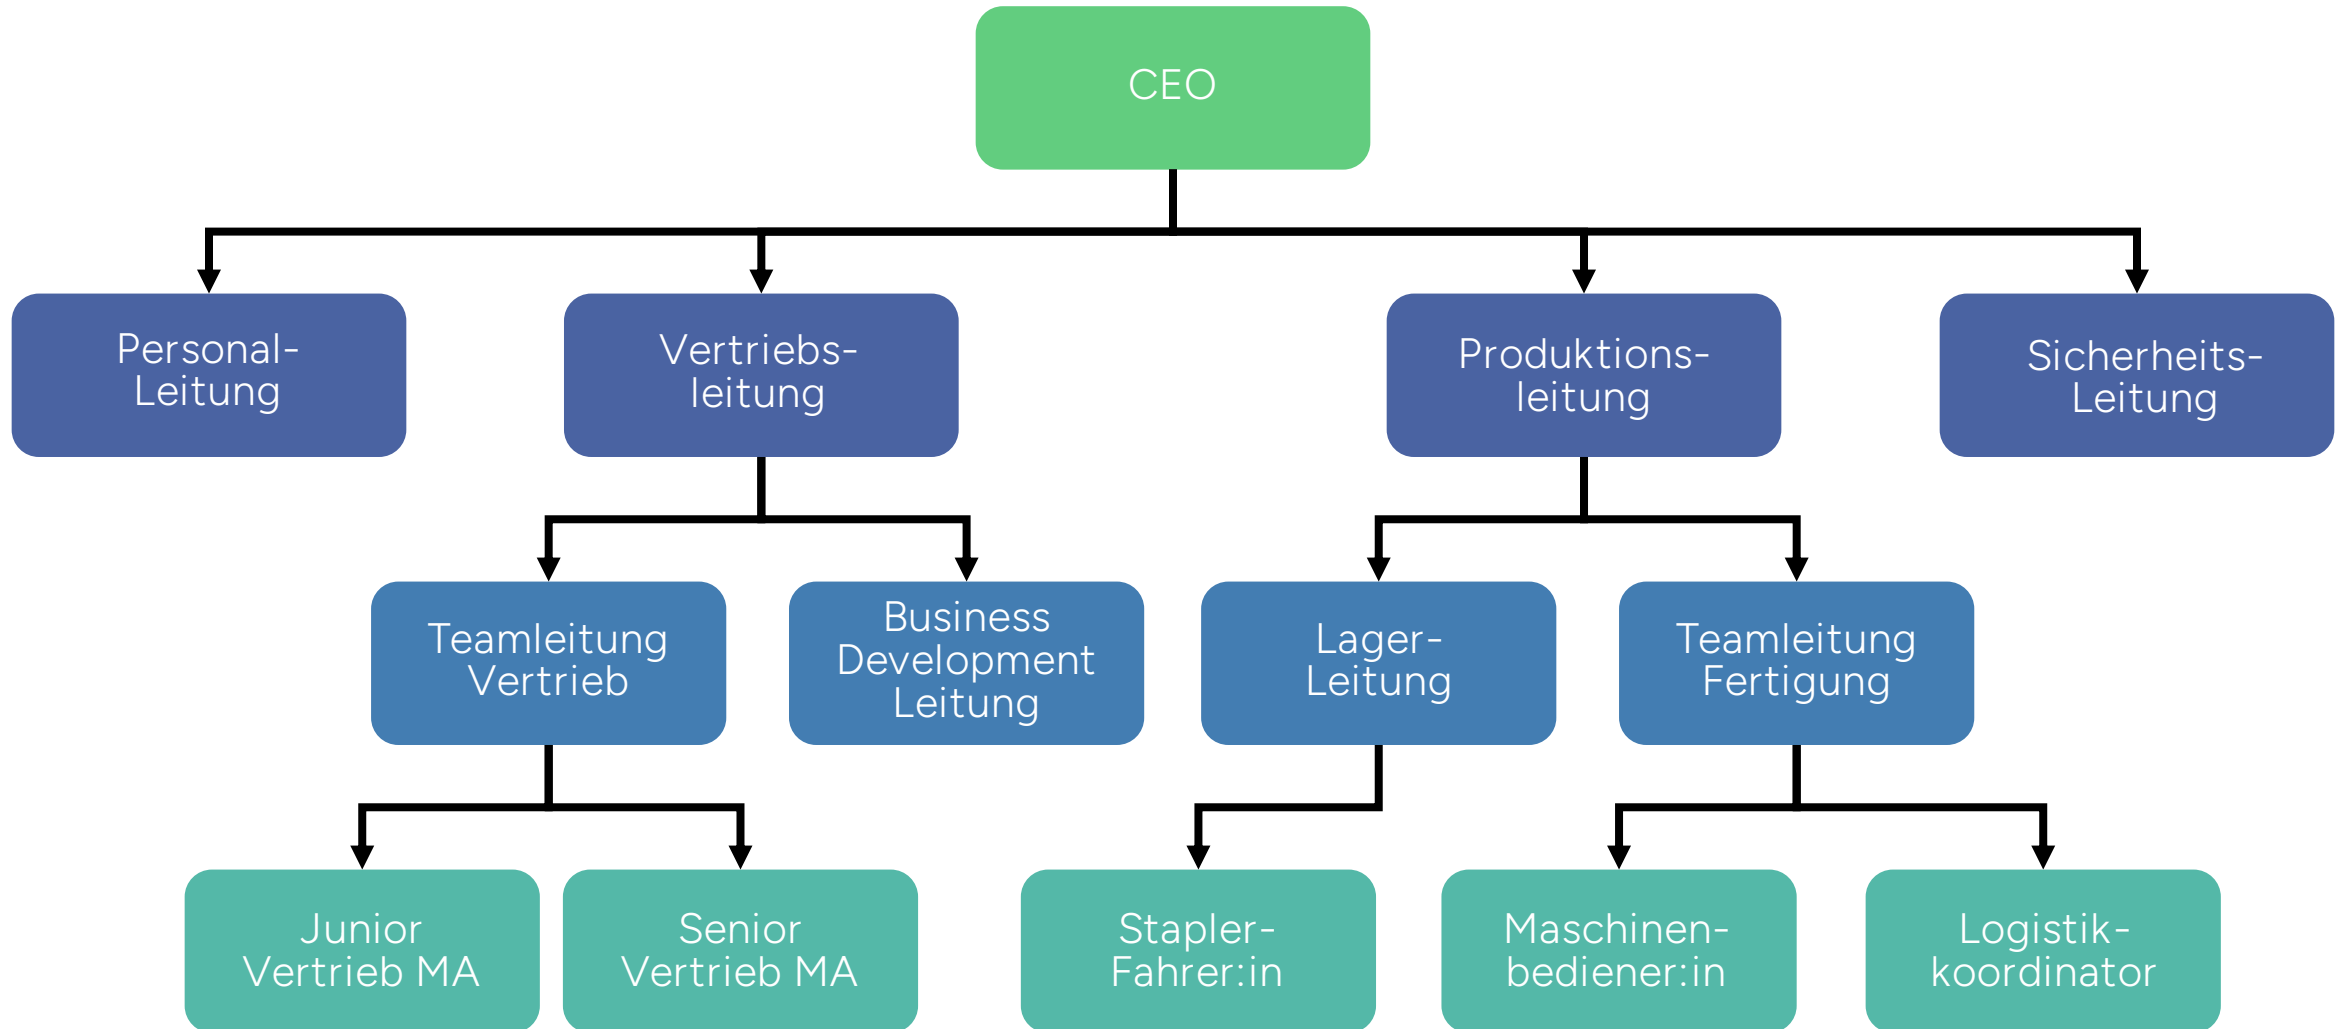 CEO
Personal-
Leitung
Vertriebs-
leitung
Produktions-
leitung
Sicherheits-
Leitung
Teamleitung
Vertrieb
Business
Development
Leitung
Lager-
Leitung
Teamleitung
Fertigung
Junior
Vertrieb MA
Senior
Vertrieb MA
Stapler-
Fahrer:in
Maschinen-
bediener:in
Logistik-
koordinator